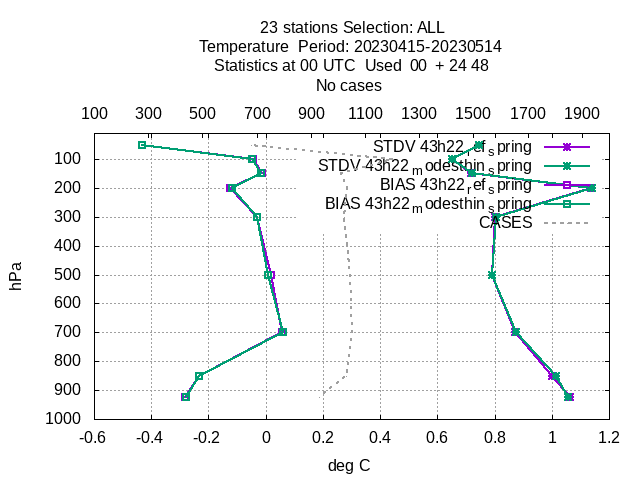 23 stations Selection: ALL
Temperature  Period: 20230415-20230514
Statistics at 00 UTC  Used  00  + 24 48
No cases
100 300 500 700 900 1100 1300 1500 1700 1900
STDV 43h22_ref_spring
STDV 43h22_modesthin_spring
BIAS 43h22_ref_spring
BIAS 43h22_modesthin_spring
CASES
100
200
300
400
500
600
700
800
900
1000
hPa
-0.6 -0.4 -0.2 0 0.2 0.4 0.6 0.8 1 1.2
deg C